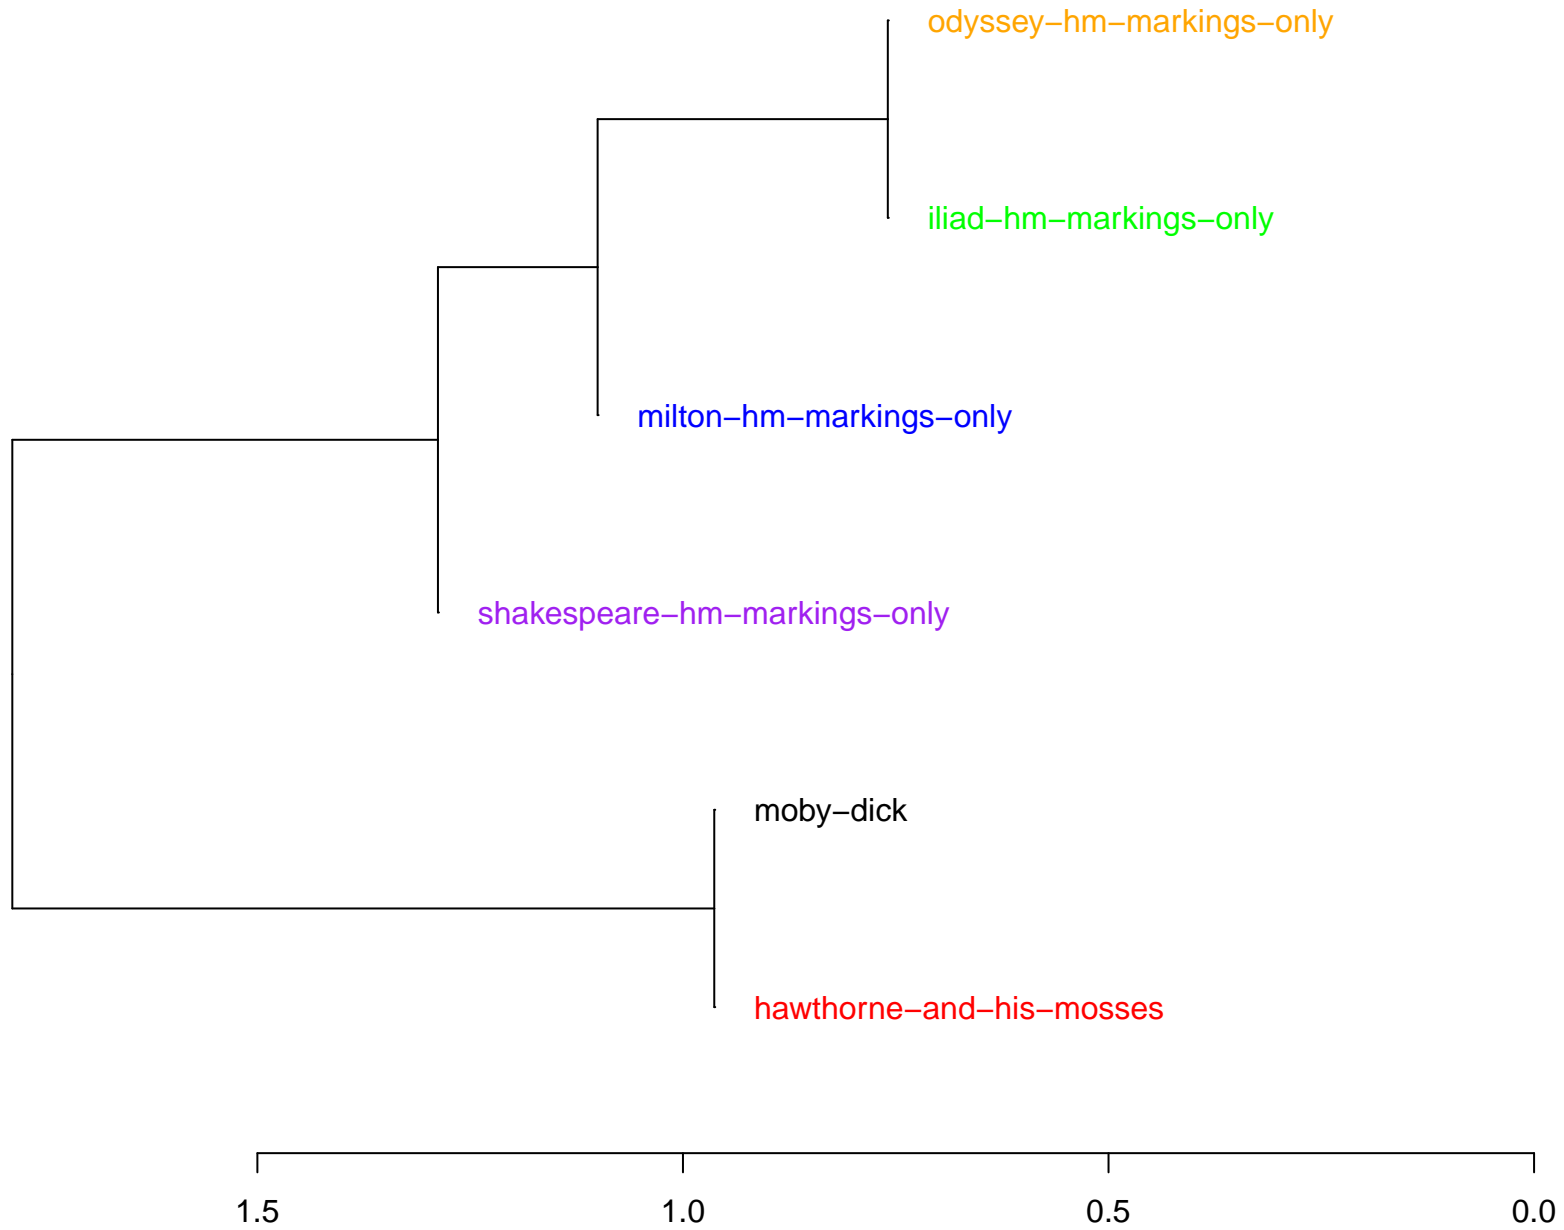 odyssey−hm−markings−only
iliad−hm−markings−only
milton−hm−markings−only
shakespeare−hm−markings−only
moby−dick
hawthorne−and−his−mosses
1.5 1.0 0.5 0.0